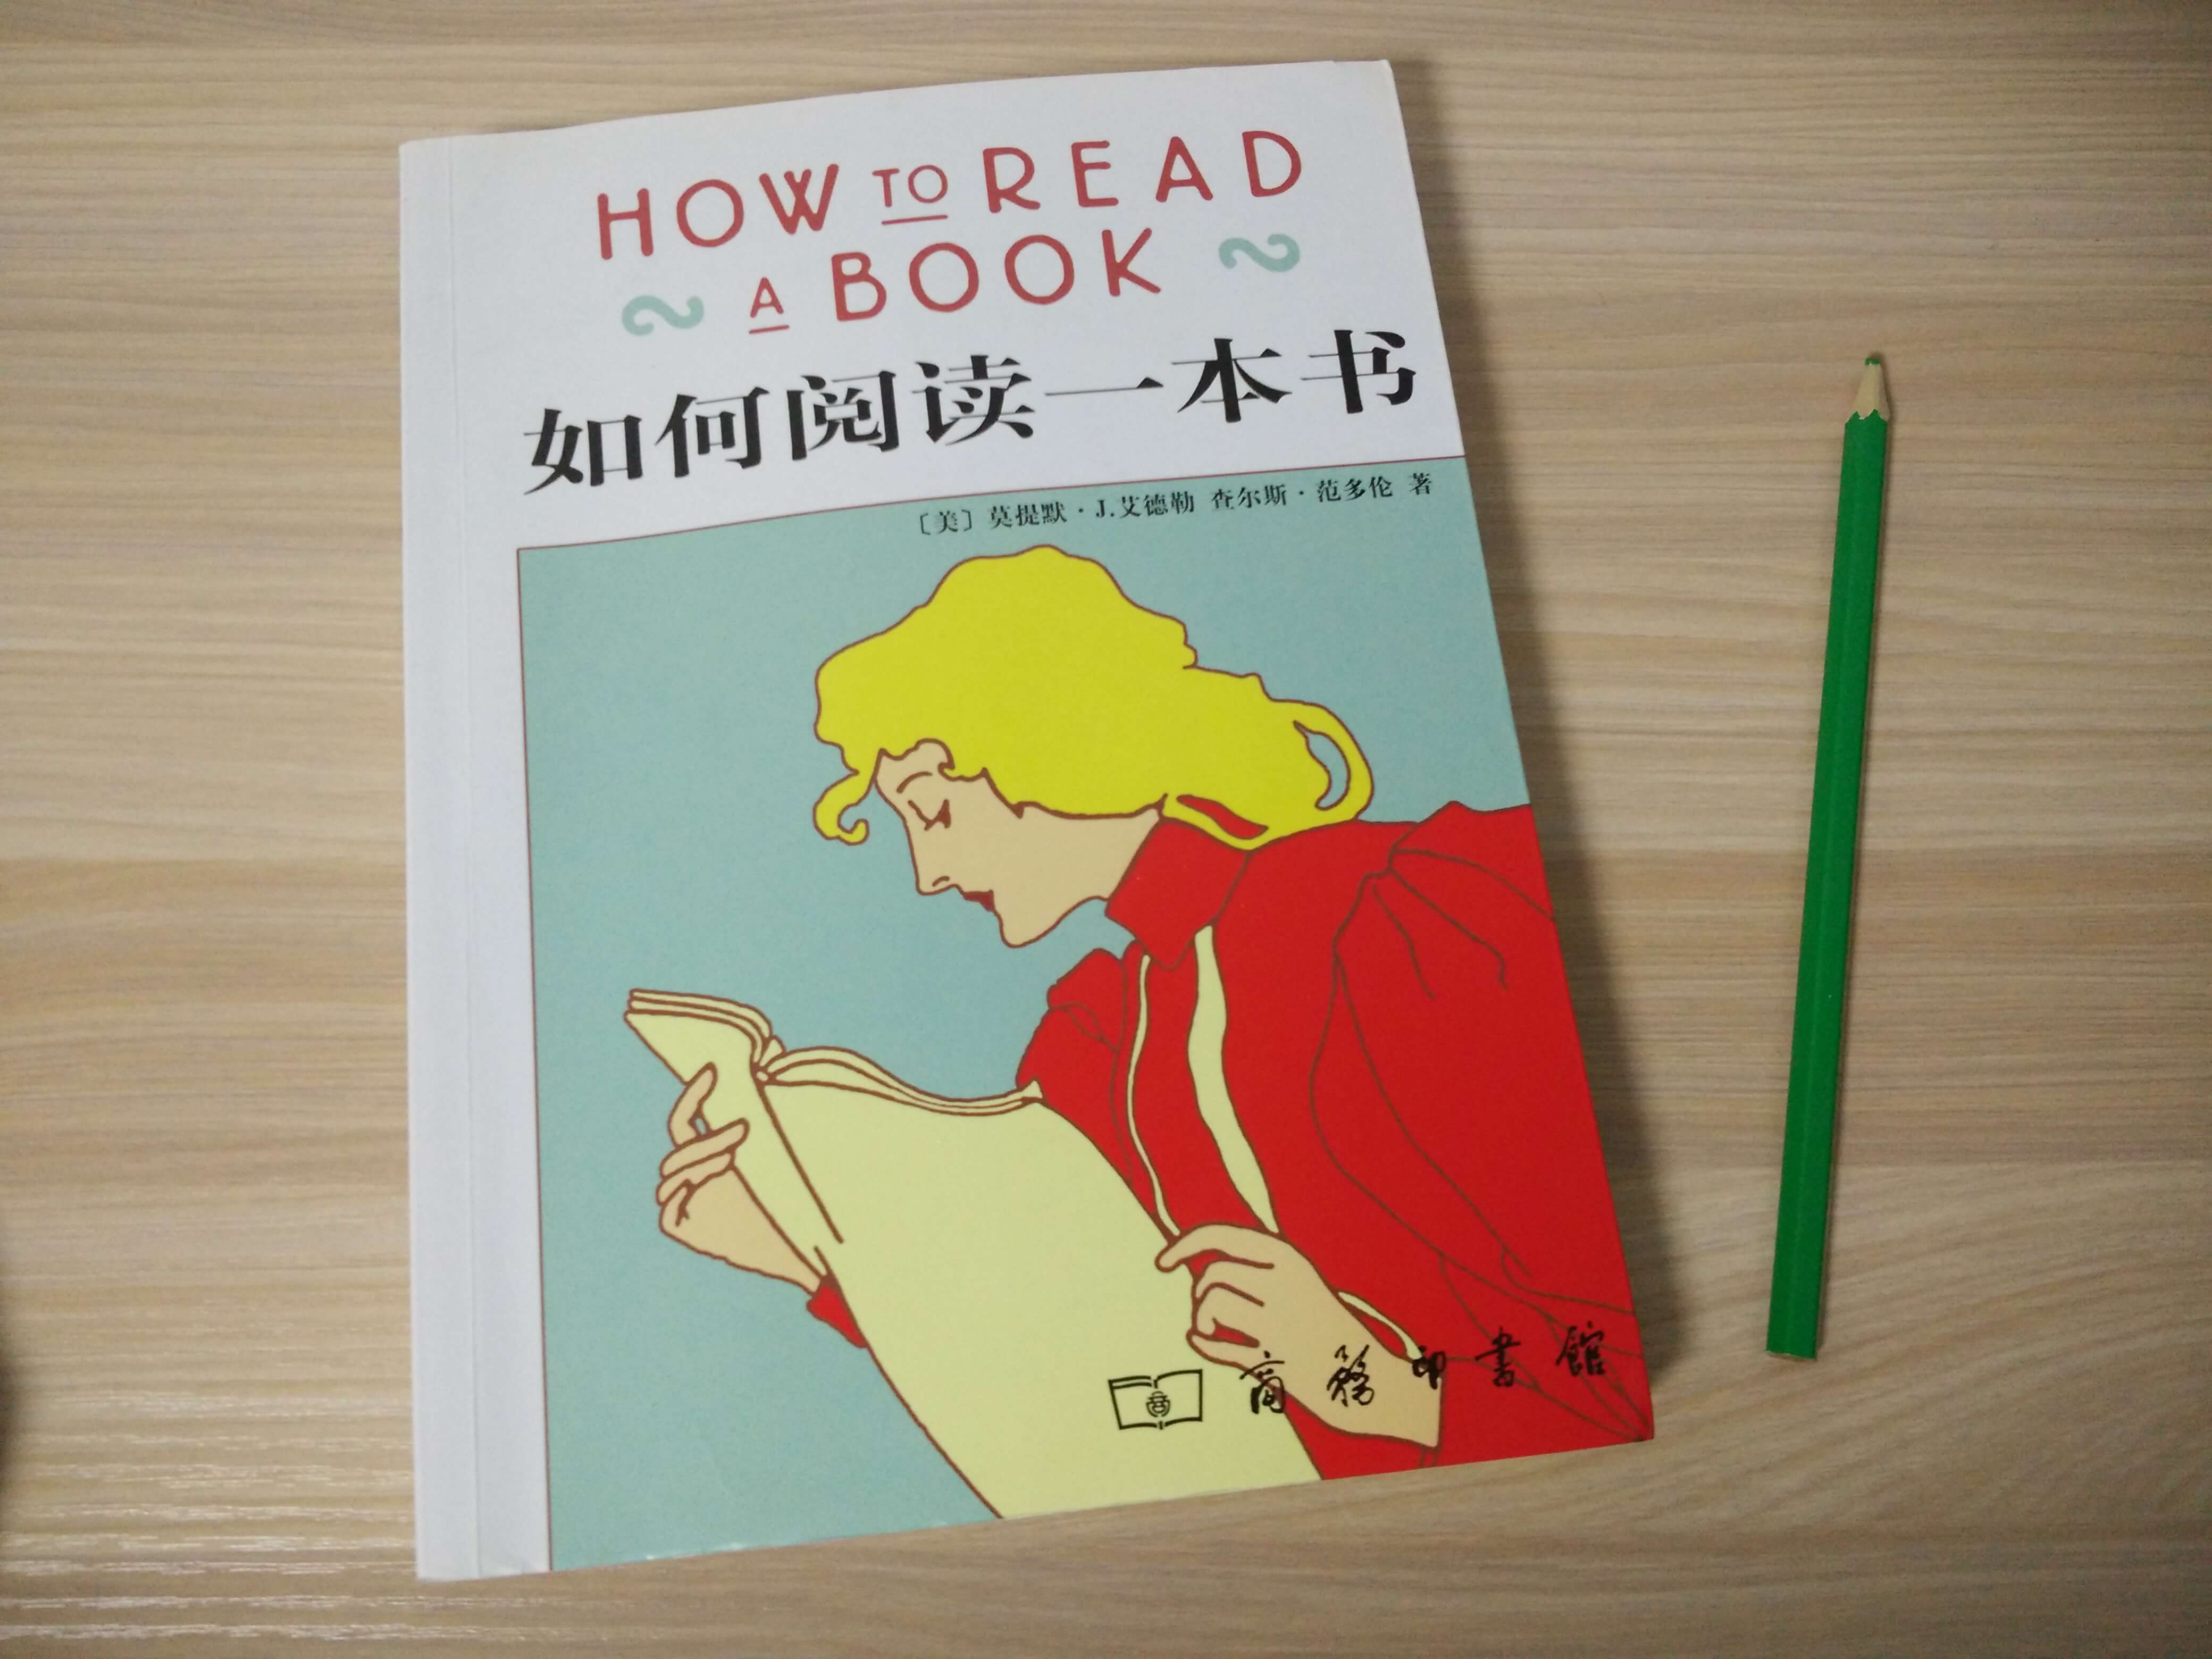 HOW TO READ
A BOOK
如何阅读一本书
〔美〕莫提默·J.艾德勒 查尔斯·范多伦 著
商務印書館